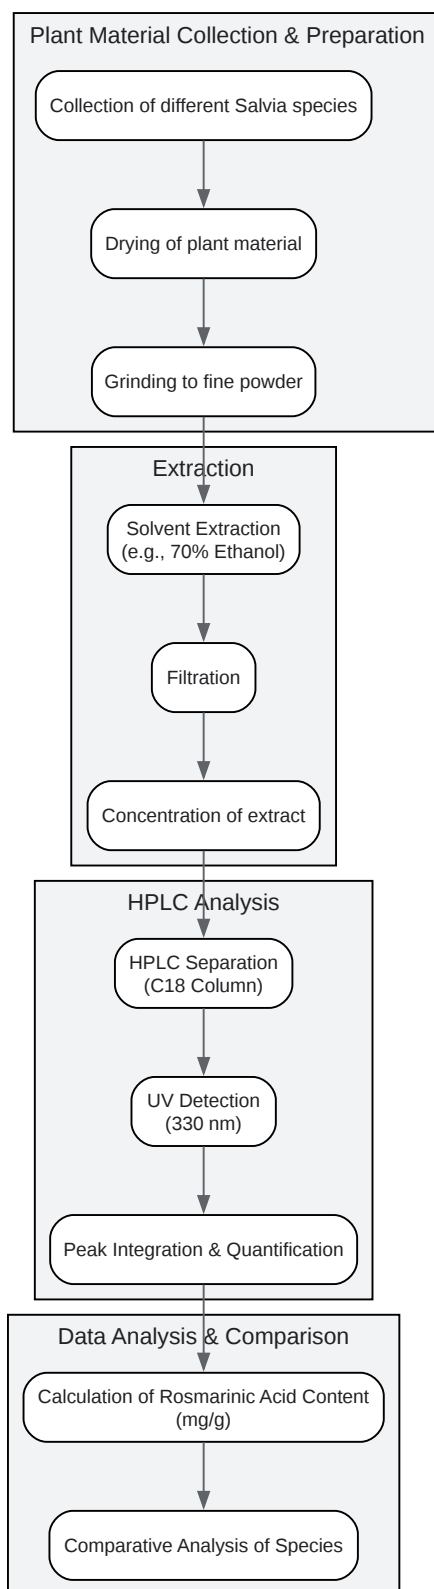 Plant Material Collection & Preparation
Collection of different Salvia species
Drying of plant material
Grinding to fine powder
Extraction
Solvent Extraction
(e.g., 70% Ethanol)
Filtration
Concentration of extract
HPLC Analysis
HPLC Separation
(C18 Column)
UV Detection
(330 nm)
Peak Integration & Quantification
Data Analysis & Comparison
Calculation of Rosmarinic Acid Content
(mg/g)
Comparative Analysis of Species